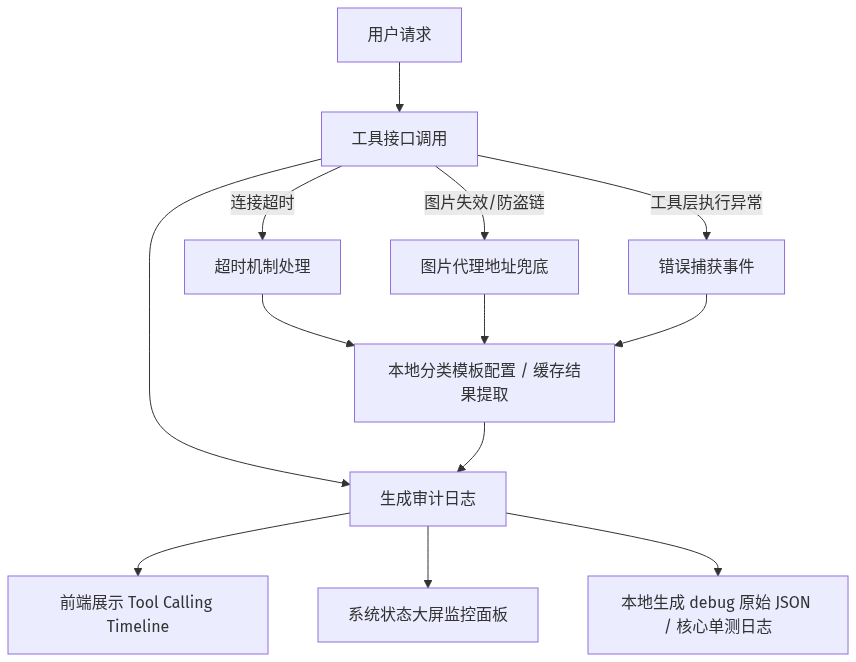 用户请求
工具接口调用
连接超时
图片失效/防盗链
工具层执行异常
超时机制处理
图片代理地址兜底
错误捕获事件
本地分类模板配置 / 缓存结
果提取
生成审计日志
前端展示 Tool Calling
Timeline
系统状态大屏监控面板
本地生成 debug 原始 JSON
/ 核心单测日志